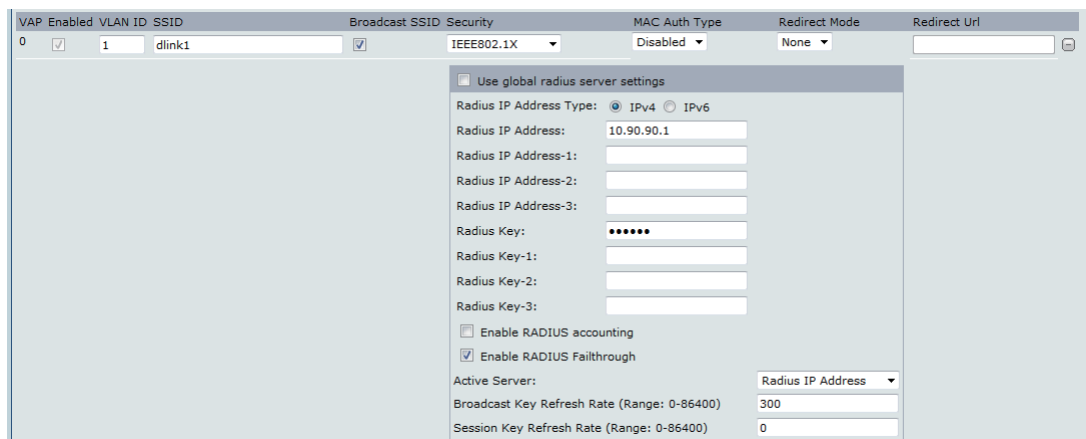 VAP Enabled VLAN ID SSID Broadcast SSID Security MAC Auth Type Redirect Mode Redirect Url
0 1 dlink1 IEEE802.1X Disabled None
Use global radius server settings
Radius IP Address Type: IPv4 IPv6
Radius IP Address: 10.90.90.1
Radius IP Address-1:
Radius IP Address-2:
Radius IP Address-3:
Radius Key: ••••••
Radius Key-1:
Radius Key-2:
Radius Key-3:
Enable RADIUS accounting
Enable RADIUS Failthrough
Active Server: Radius IP Address
Broadcast Key Refresh Rate (Range: 0-86400) 300
Session Key Refresh Rate (Range: 0-86400) 0